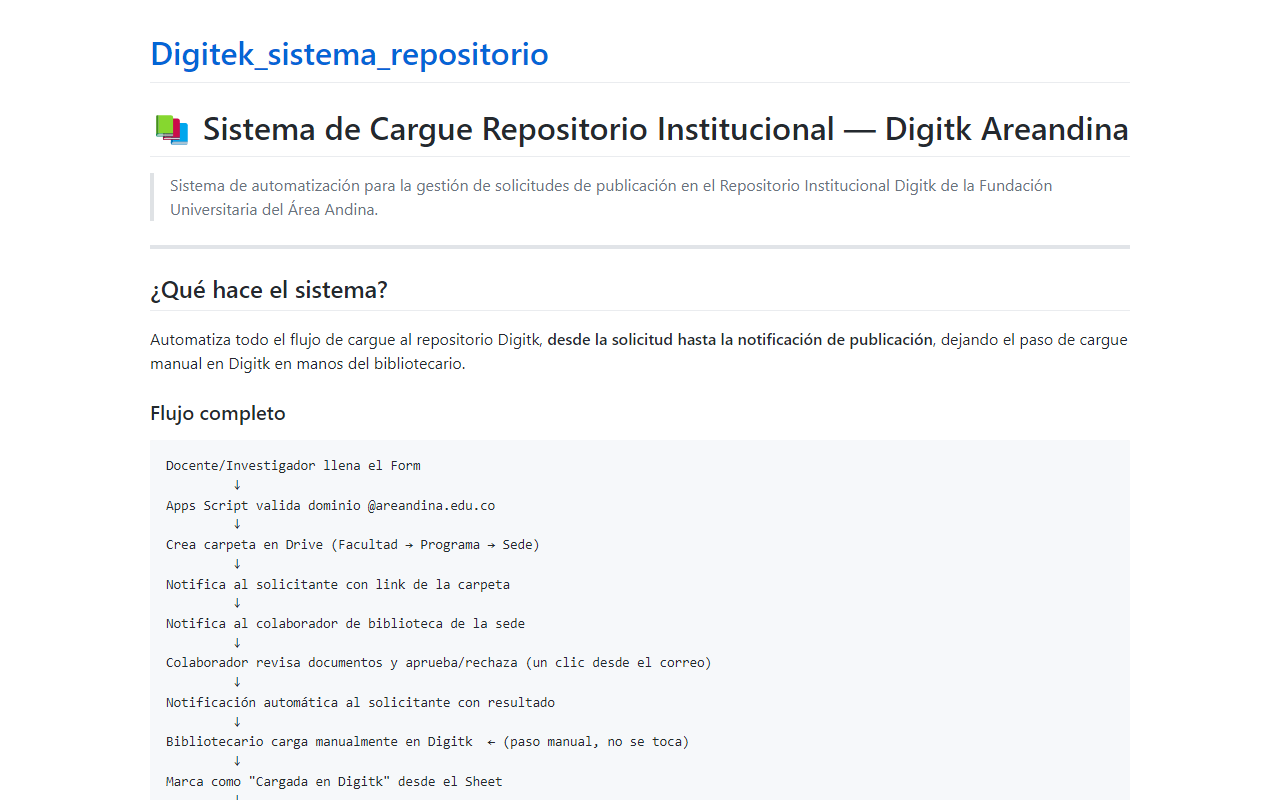 Digitek_sistema_repositorio
📚 Sistema de Cargue Repositorio Institucional — Digitk Areandina
Sistema de automatización para la gestión de solicitudes de publicación en el Repositorio Institucional Digitk de la Fundación
Universitaria del Área Andina.
¿Qué hace el sistema?
Automatiza todo el flujo de cargue al repositorio Digitk, desde la solicitud hasta la notificación de publicación, dejando el paso de cargue
manual en Digitk en manos del bibliotecario.
Flujo completo
Docente/Investigador llena el Form
↓
Apps Script valida dominio @areandina.edu.co
↓
Crea carpeta en Drive (Facultad → Programa → Sede)
↓
Notifica al solicitante con link de la carpeta
↓
Notifica al colaborador de biblioteca de la sede
↓
Colaborador revisa documentos y aprueba/rechaza (un clic desde el correo)
↓
Notificación automática al solicitante con resultado
↓
Bibliotecario carga manualmente en Digitk  ← (paso manual, no se toca)
↓
Marca como "Cargada en Digitk" desde el Sheet